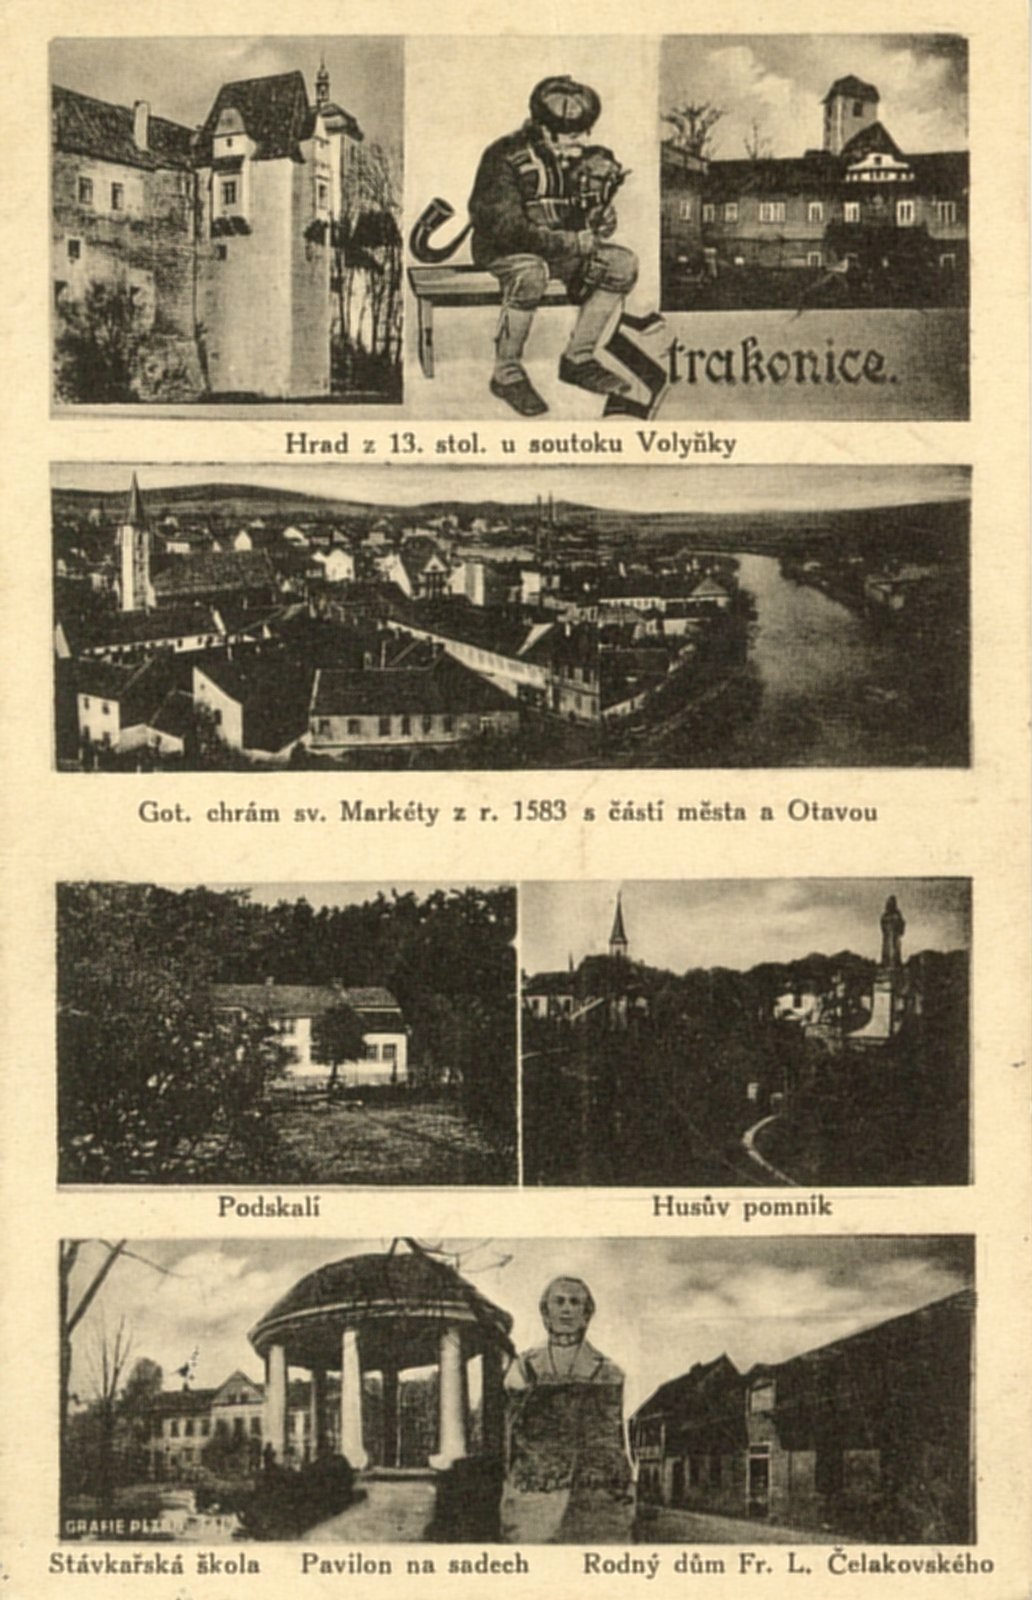 Strakonice.
Hrad z 13. stol. u soutoku Volyňky
Got. chrám sv. Markéty z r. 1583 s částí města a Otavou
Podskalí Husův pomník
GRAFIE PLZEŇ
Stávkařská škola Pavilon na sadech Rodný dům Fr. L. Čelakovského